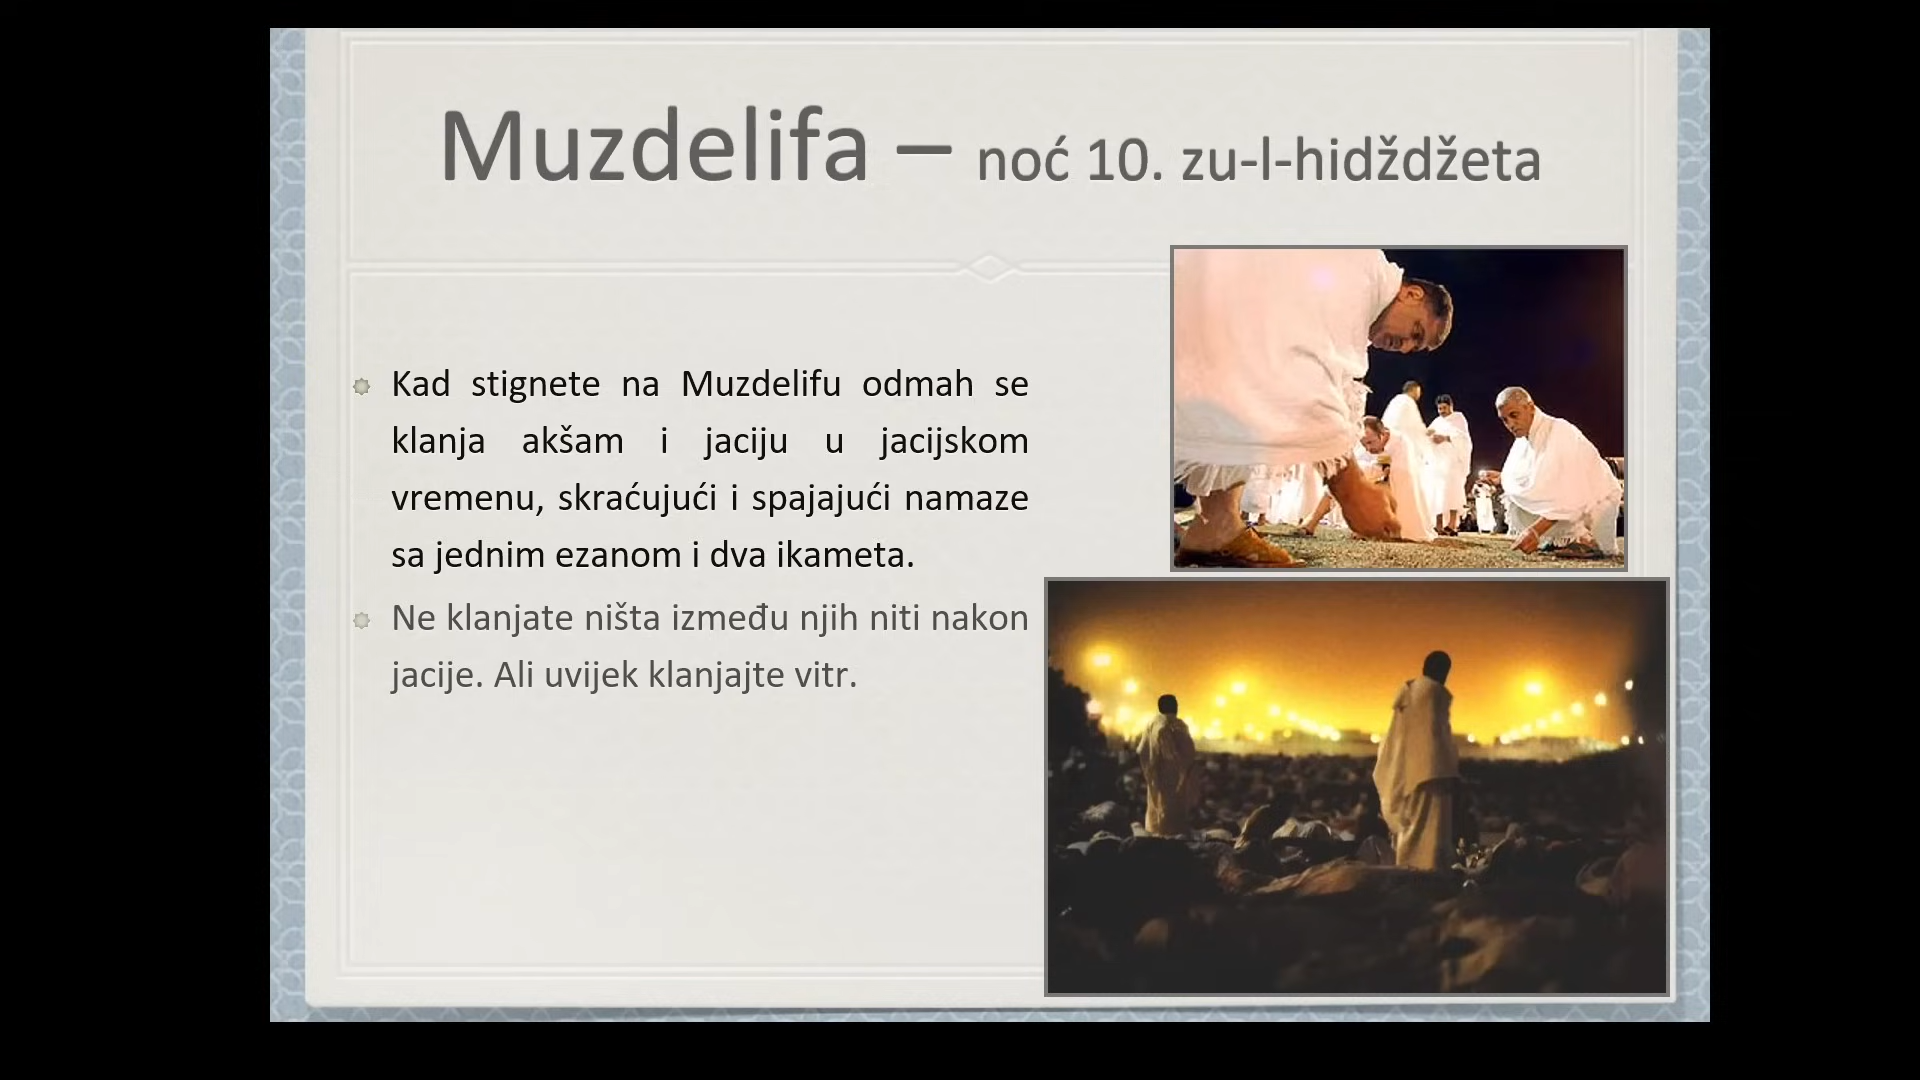 Muzdelifa – noć 10. zu-l-hidždžeta
Kad stignete na Muzdelifu odmah se
klanja akšam i jaciju u jacijskom
vremenu, skraćujući i spajajući namaze
sa jednim ezanom i dva ikameta.
Ne klanjate ništa između njih niti nakon
jacije. Ali uvijek klanjajte vitr.